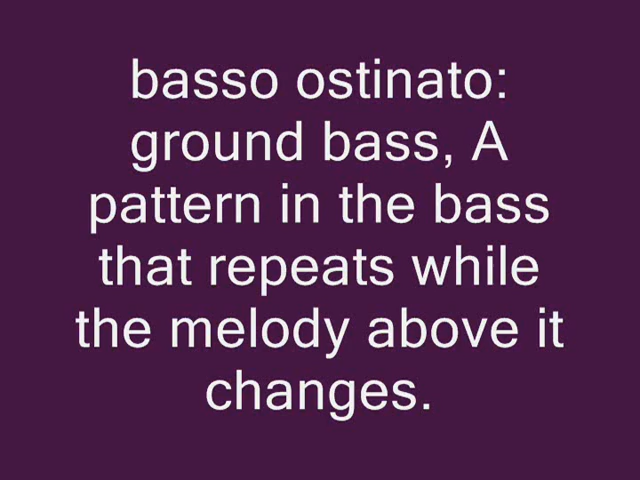 basso ostinato:
ground bass, A
pattern in the bass
that repeats while
the melody above it
changes.